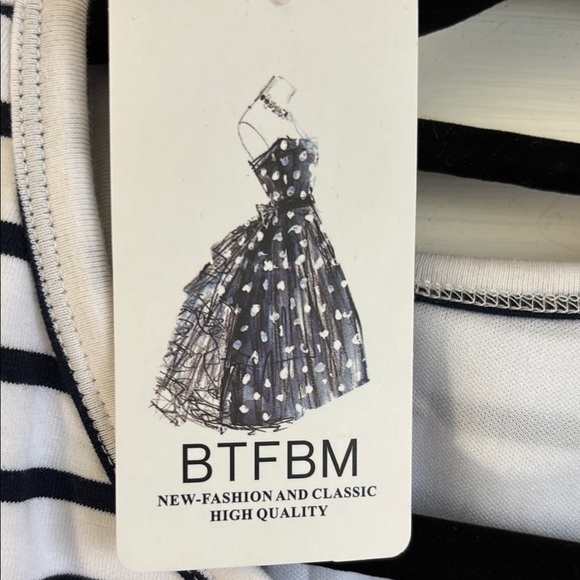 BTFBM
NEW-FASHION AND CLASSIC
HIGH QUALITY